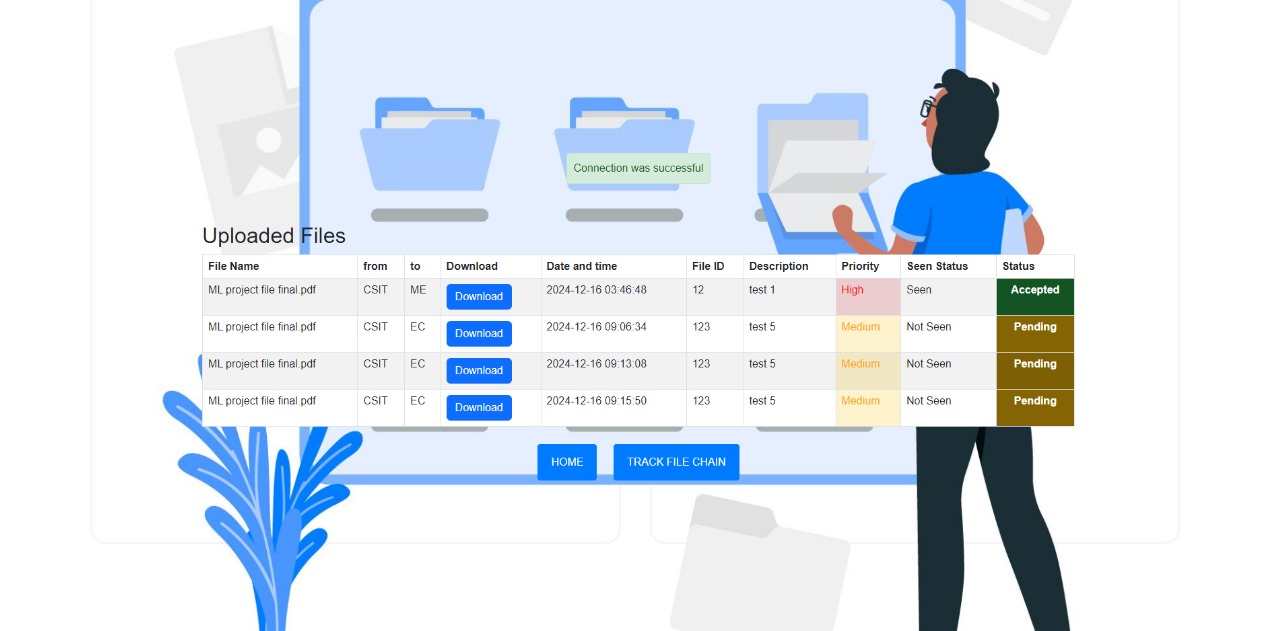 Connection was successful
Uploaded Files
File Name from to Download Date and time File ID Description Priority Seen Status Status
ML project file final.pdf CSIT ME Download 2024-12-16 03:46:48 12 test 1 High Seen Accepted
ML project file final.pdf CSIT EC Download 2024-12-16 09:06:34 123 test 5 Medium Not Seen Pending
ML project file final.pdf CSIT EC Download 2024-12-16 09:13:08 123 test 5 Medium Not Seen Pending
ML project file final.pdf CSIT EC Download 2024-12-16 09:15:50 123 test 5 Medium Not Seen Pending
HOME TRACK FILE CHAIN